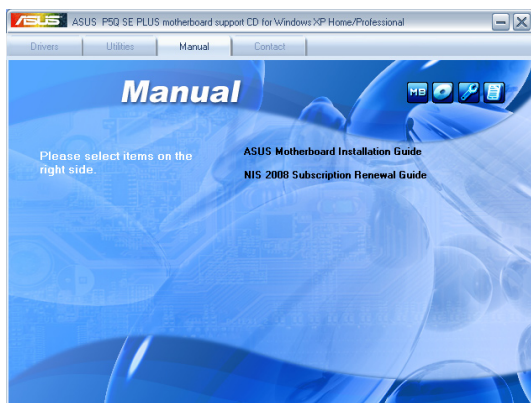 ASUS P5Q SE PLUS motherboard support CD for Windows XP Home/Professional
Drivers Utilities Manual Contact
Manual
MB
Please select items on the
right side.
ASUS Motherboard Installation Guide
NIS 2008 Subscription Renewal Guide